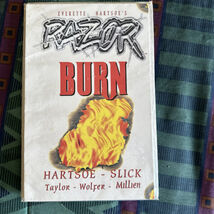 EVERETTE HARTSOE'S
RAZOR
BURN
HARTSOE - SLICK
Taylor - Wolfer - Millien